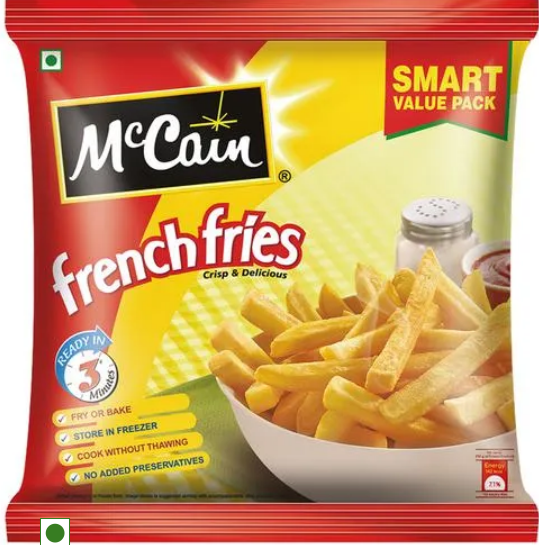 SMART
VALUE PACK
McCain
®
french fries
Crisp & Delicious
READY IN
3
Minutes
FRY OR BAKE
STORE IN FREEZER
COOK WITHOUT THAWING
NO ADDED PRESERVATIVES
Energy
21%